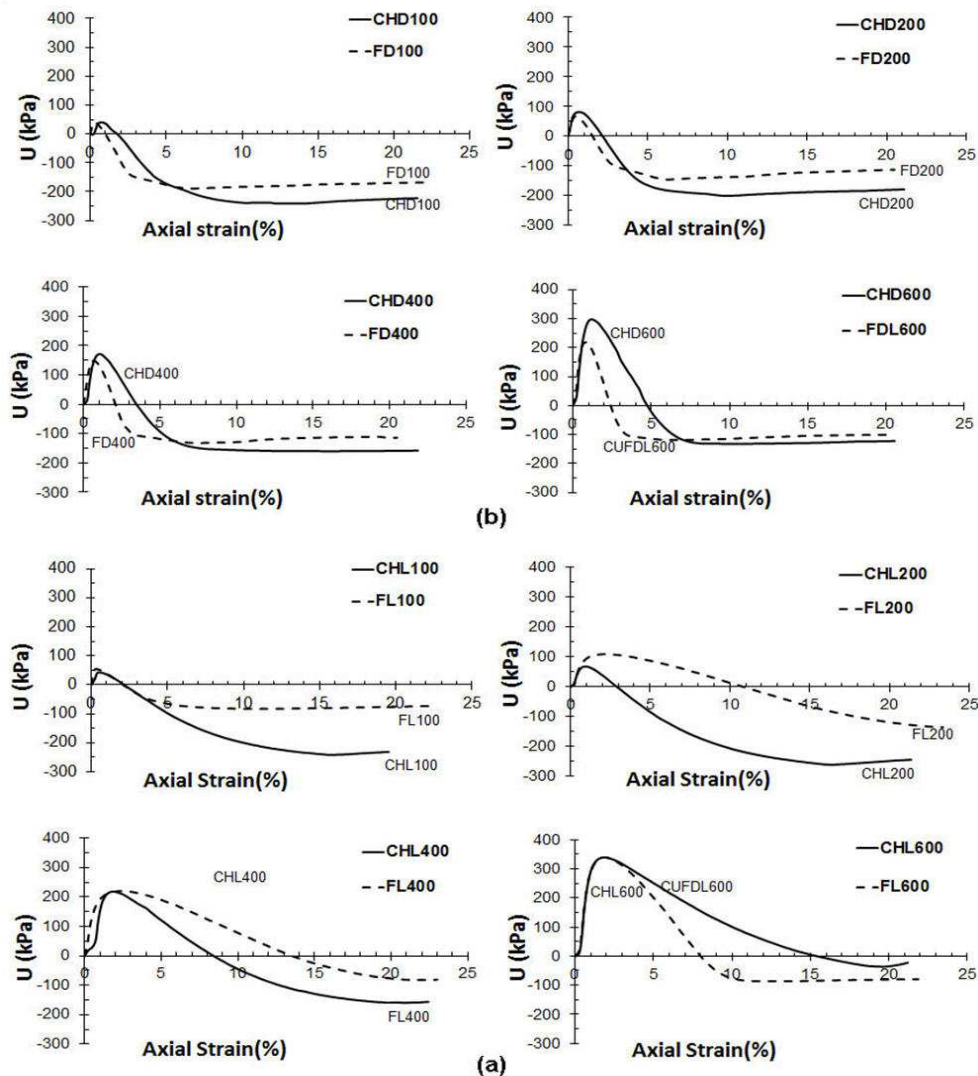 400
300
200
100
0
-100
-200
-300
U (kPa)
CHD100
FD100
0 5 10 15 20 25
FD100
CHD100
Axial strain(%)
400
300
200
100
0
-100
-200
-300
U (kPa)
CHD200
FD200
0 5 10 15 20 25
FD200
CHD200
Axial strain(%)
400
300
200
100
0
-100
-200
-300
U (kPa)
CHD400
FD400
CHD400
0 5 10 15 20 25
FD400
Axial strain(%)
400
300
200
100
0
-100
-200
-300
U (kPa)
CHD600
FDL600
CHD600
0 5 10 15 20 25
CUFDL600
Axial strain(%)
(b)
400
300
200
100
0
-100
-200
-300
U (kPa)
CHL100
FL100
0 5 10 15 20 25
FL100
CHL100
Axial Strain(%)
400
300
200
100
0
-100
-200
-300
U (kPa)
CHL200
FL200
0 5 10 15 20 25
FL200
CHL200
Axial Strain(%)
400
300
200
100
0
-100
-200
-300
U (kPa)
CHL400
FL400
CHL400
0 5 10 15 20 25
FL400
Axial Strain(%)
400
300
200
100
0
-100
-200
-300
U (kPa)
CHL600
FL600
CHL600 CUFDL600
0 5 10 15 20 25
Axial Strain(%)
(a)